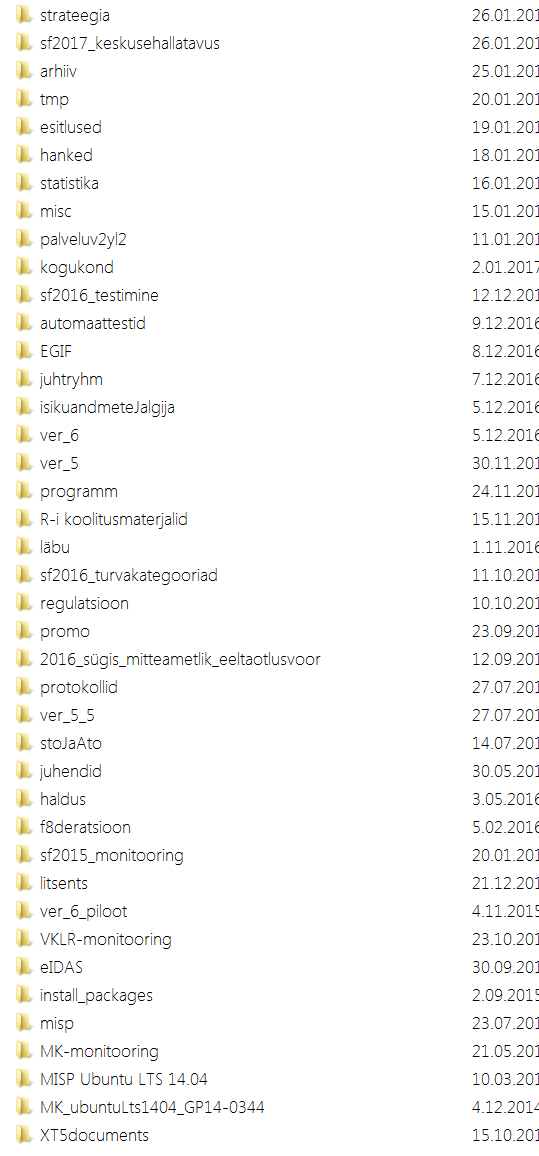 strateegia 26.01.201
sf2017_keskusehallatavus 26.01.201
arhiiv 25.01.201
tmp 20.01.201
esitlused 19.01.201
hanked 18.01.201
statistika 16.01.201
misc 15.01.201
palveluv2yl2 11.01.201
kogukond 2.01.2017
sf2016_testimine 12.12.201
automaattestid 9.12.2016
EGIF 8.12.2016
juhtryhm 7.12.2016
isikuandmeteJalgija 5.12.2016
ver_6 5.12.2016
ver_5 30.11.201
programm 24.11.201
R-i koolitusmaterjalid 15.11.201
läbu 1.11.2016
sf2016_turvakategooriad 11.10.201
regulatsioon 10.10.201
promo 23.09.201
2016_sügis_mitteametlik_eeltaotlusvoor 12.09.201
protokollid 27.07.201
ver_5_5 27.07.201
stoJaAto 14.07.201
juhendid 30.05.201
haldus 3.05.2016
f8deratsioon 5.02.2016
sf2015_monitooring 20.01.201
litsents 21.12.201
ver_6_piloot 4.11.2015
VKLR-monitooring 23.10.201
eIDAS 30.09.201
install_packages 2.09.2015
misp 23.07.201
MK-monitooring 21.05.201
MISP Ubuntu LTS 14.04 10.03.201
MK_ubuntuLts1404_GP14-0344 4.12.2014
XT5documents 15.10.201